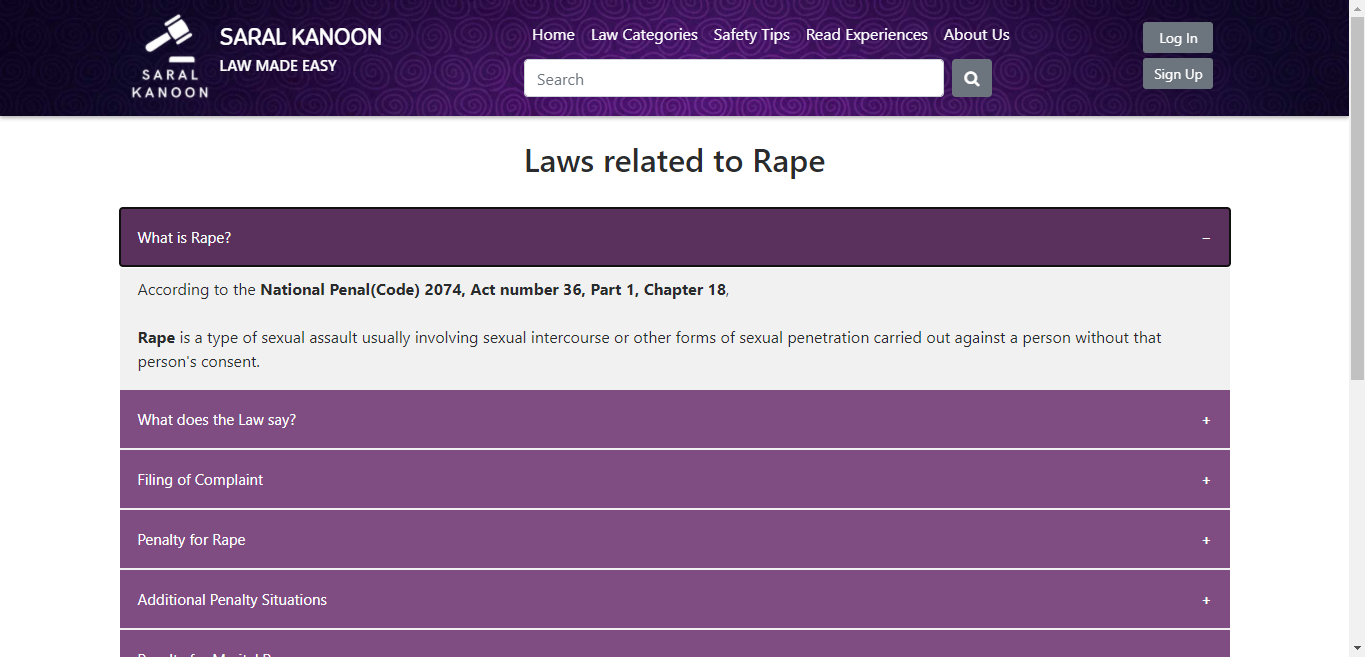 SARAL
KANOON
SARAL KANOON
LAW MADE EASY
Home Law Categories Safety Tips Read Experiences About Us
Search
Log In
Sign Up
Laws related to Rape
What is Rape? –
According to the National Penal(Code) 2074, Act number 36, Part 1, Chapter 18,
Rape is a type of sexual assault usually involving sexual intercourse or other forms of sexual penetration carried out against a person without that
person's consent.
What does the Law say? +
Filing of Complaint +
Penalty for Rape +
Additional Penalty Situations +